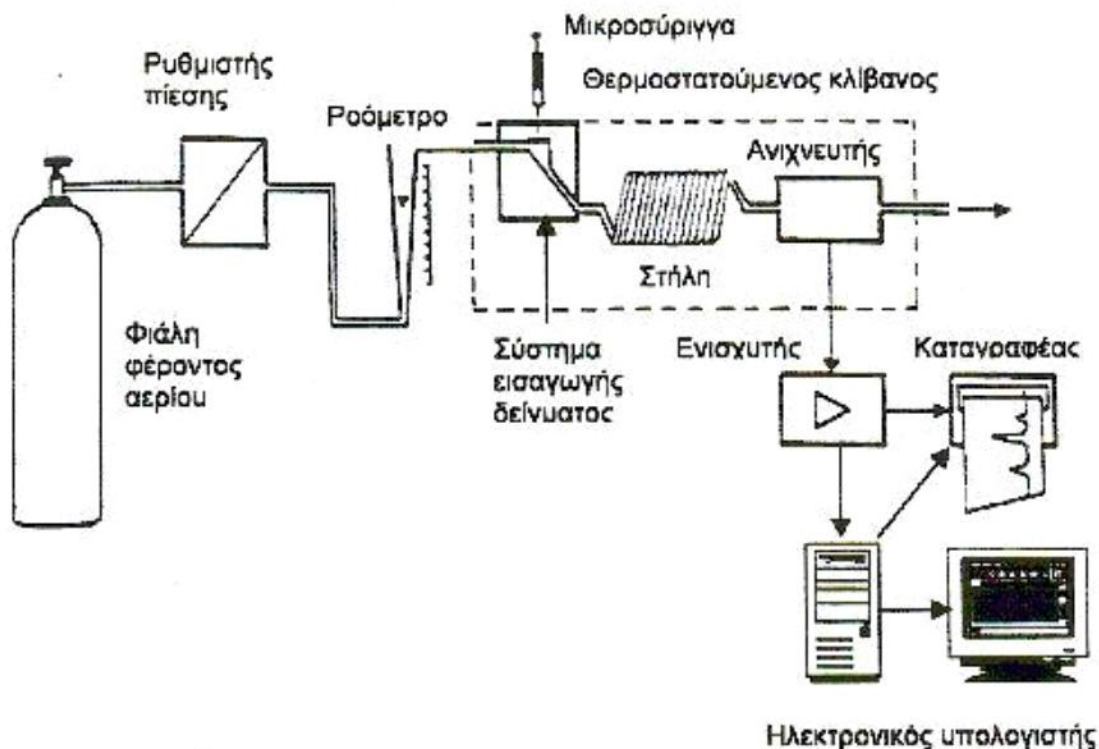 Μικροσύριγγα
Ρυθμιστής
πίεσης
Θερμοστατούμενος κλίβανος
Ροόμετρο
Ανιχνευτής
Στήλη
Φιάλη
φέροντος
αερίου
Σύστημα
εισαγωγής
δείγματος
Ενισχυτής
Καταγραφέας
Ηλεκτρονικός υπολογιστής